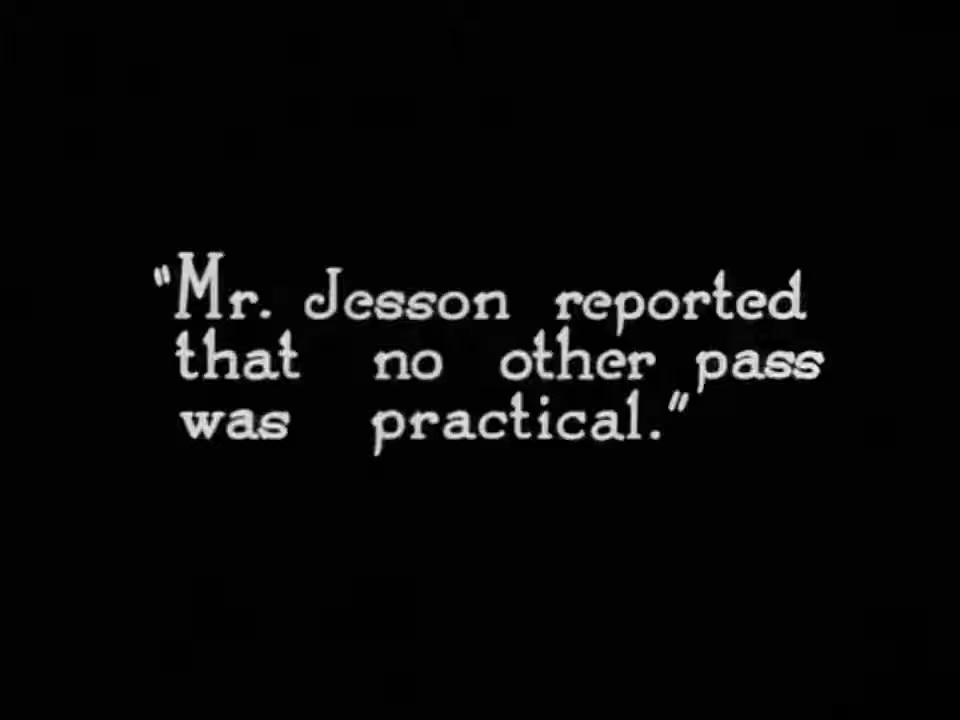 "Mr. Jesson reported
that no other pass
was practical."